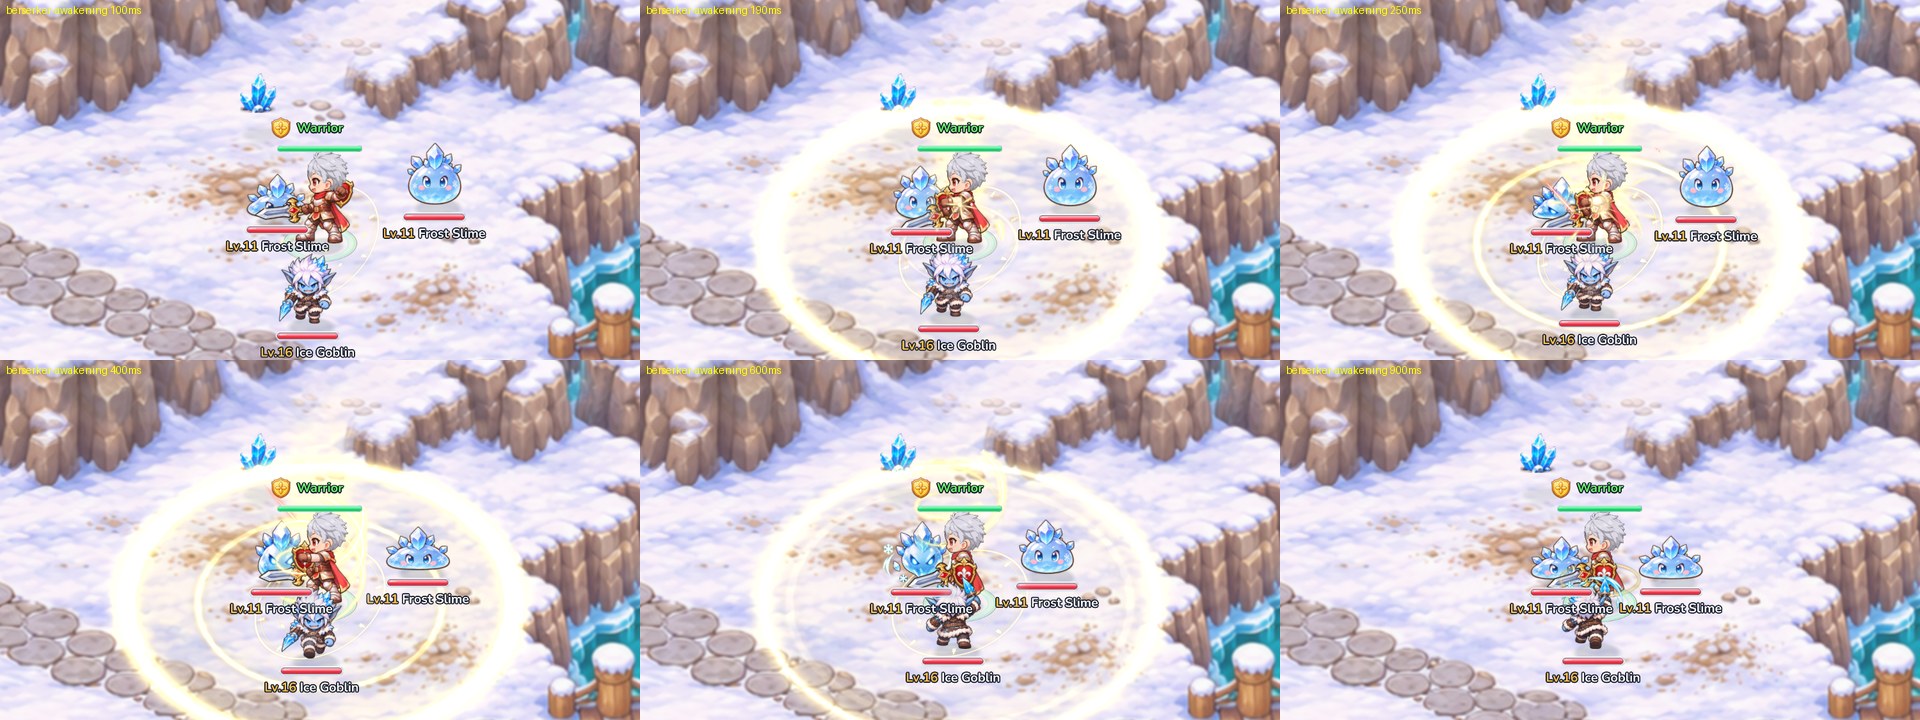 berserker awakening 100ms
Warrior
Lv.11 Frost Slime
Lv.11 Frost Slime
Lv.16 Ice Goblin
berserker awakening 190ms
Warrior
Lv.11 Frost Slime
Lv.11 Frost Slime
Lv.16 Ice Goblin
berserker awakening 250ms
Warrior
Lv.11 Frost Slime
Lv.11 Frost Slime
Lv.16 Ice Goblin
berserker awakening 400ms
Warrior
Lv.11 Frost Slime
Lv.11 Frost Slime
Lv.16 Ice Goblin
berserker awakening 600ms
Warrior
Lv.11 Frost Slime
Lv.11 Frost Slime
Lv.16 Ice Goblin
berserker awakening 900ms
Warrior
Lv.11 Frost Slime
Lv.11 Frost Slime
Lv.16 Ice Goblin